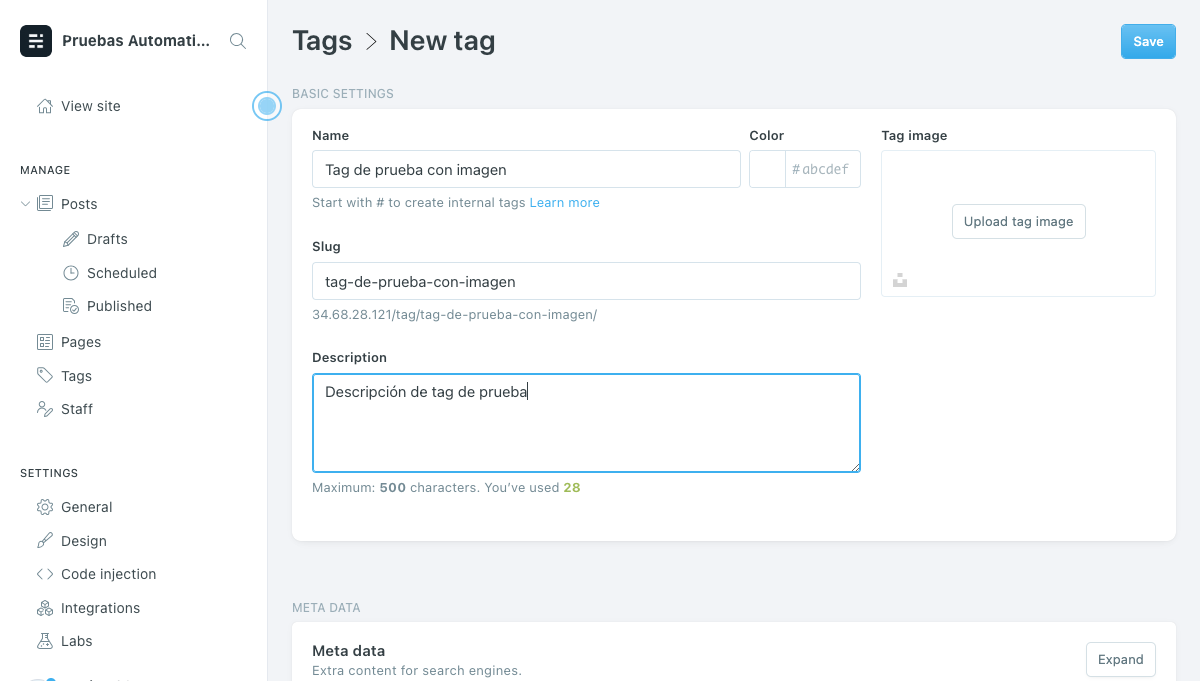 Pruebas Automati...
View site
MANAGE
Posts
Drafts
Scheduled
Published
Pages
Tags
Staff
SETTINGS
General
Design
Code injection
Integrations
Labs
Tags > New tag
Save
BASIC SETTINGS
Name
Tag de prueba con imagen
Start with # to create internal tags Learn more
Color
#abcdef
Tag image
Upload tag image
Slug
tag-de-prueba-con-imagen
34.68.28.121/tag/tag-de-prueba-con-imagen/
Description
Descripción de tag de prueba
Maximum: 500 characters. You’ve used 28
META DATA
Meta data
Extra content for search engines.
Expand